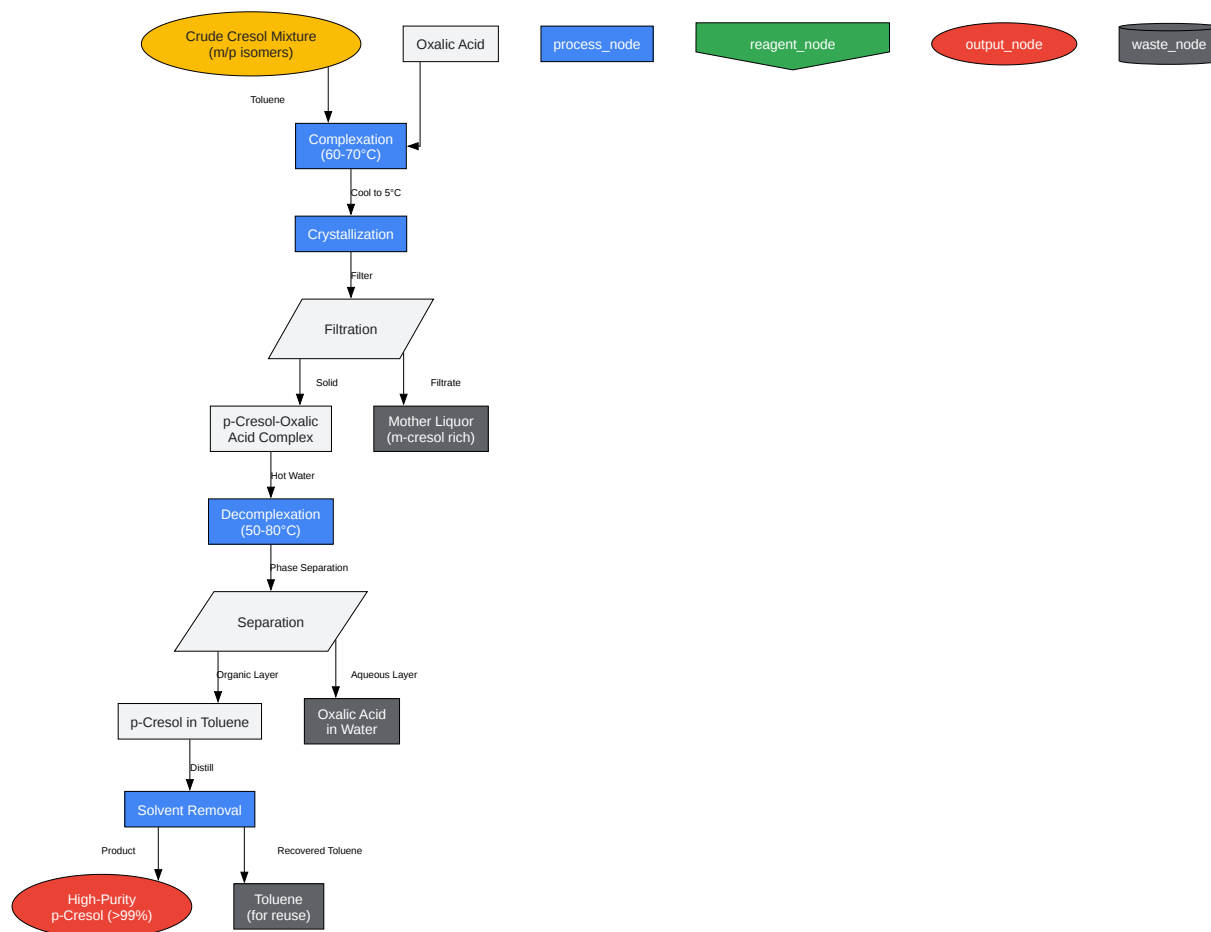 Crude Cresol Mixture
(m/p isomers)
Oxalic Acid
process_node
reagent_node
output_node
waste_node
Toluene
Complexation
(60-70°C)
Cool to 5°C
Crystallization
Filter
Filtration
Solid
Filtrate
p-Cresol-Oxalic
Acid Complex
Mother Liquor
(m-cresol rich)
Hot Water
Decomplexation
(50-80°C)
Phase Separation
Separation
Organic Layer
Aqueous Layer
p-Cresol in Toluene
Oxalic Acid
in Water
Distill
Solvent Removal
Product
Recovered Toluene
High-Purity
p-Cresol (>99%)
Toluene
(for reuse)